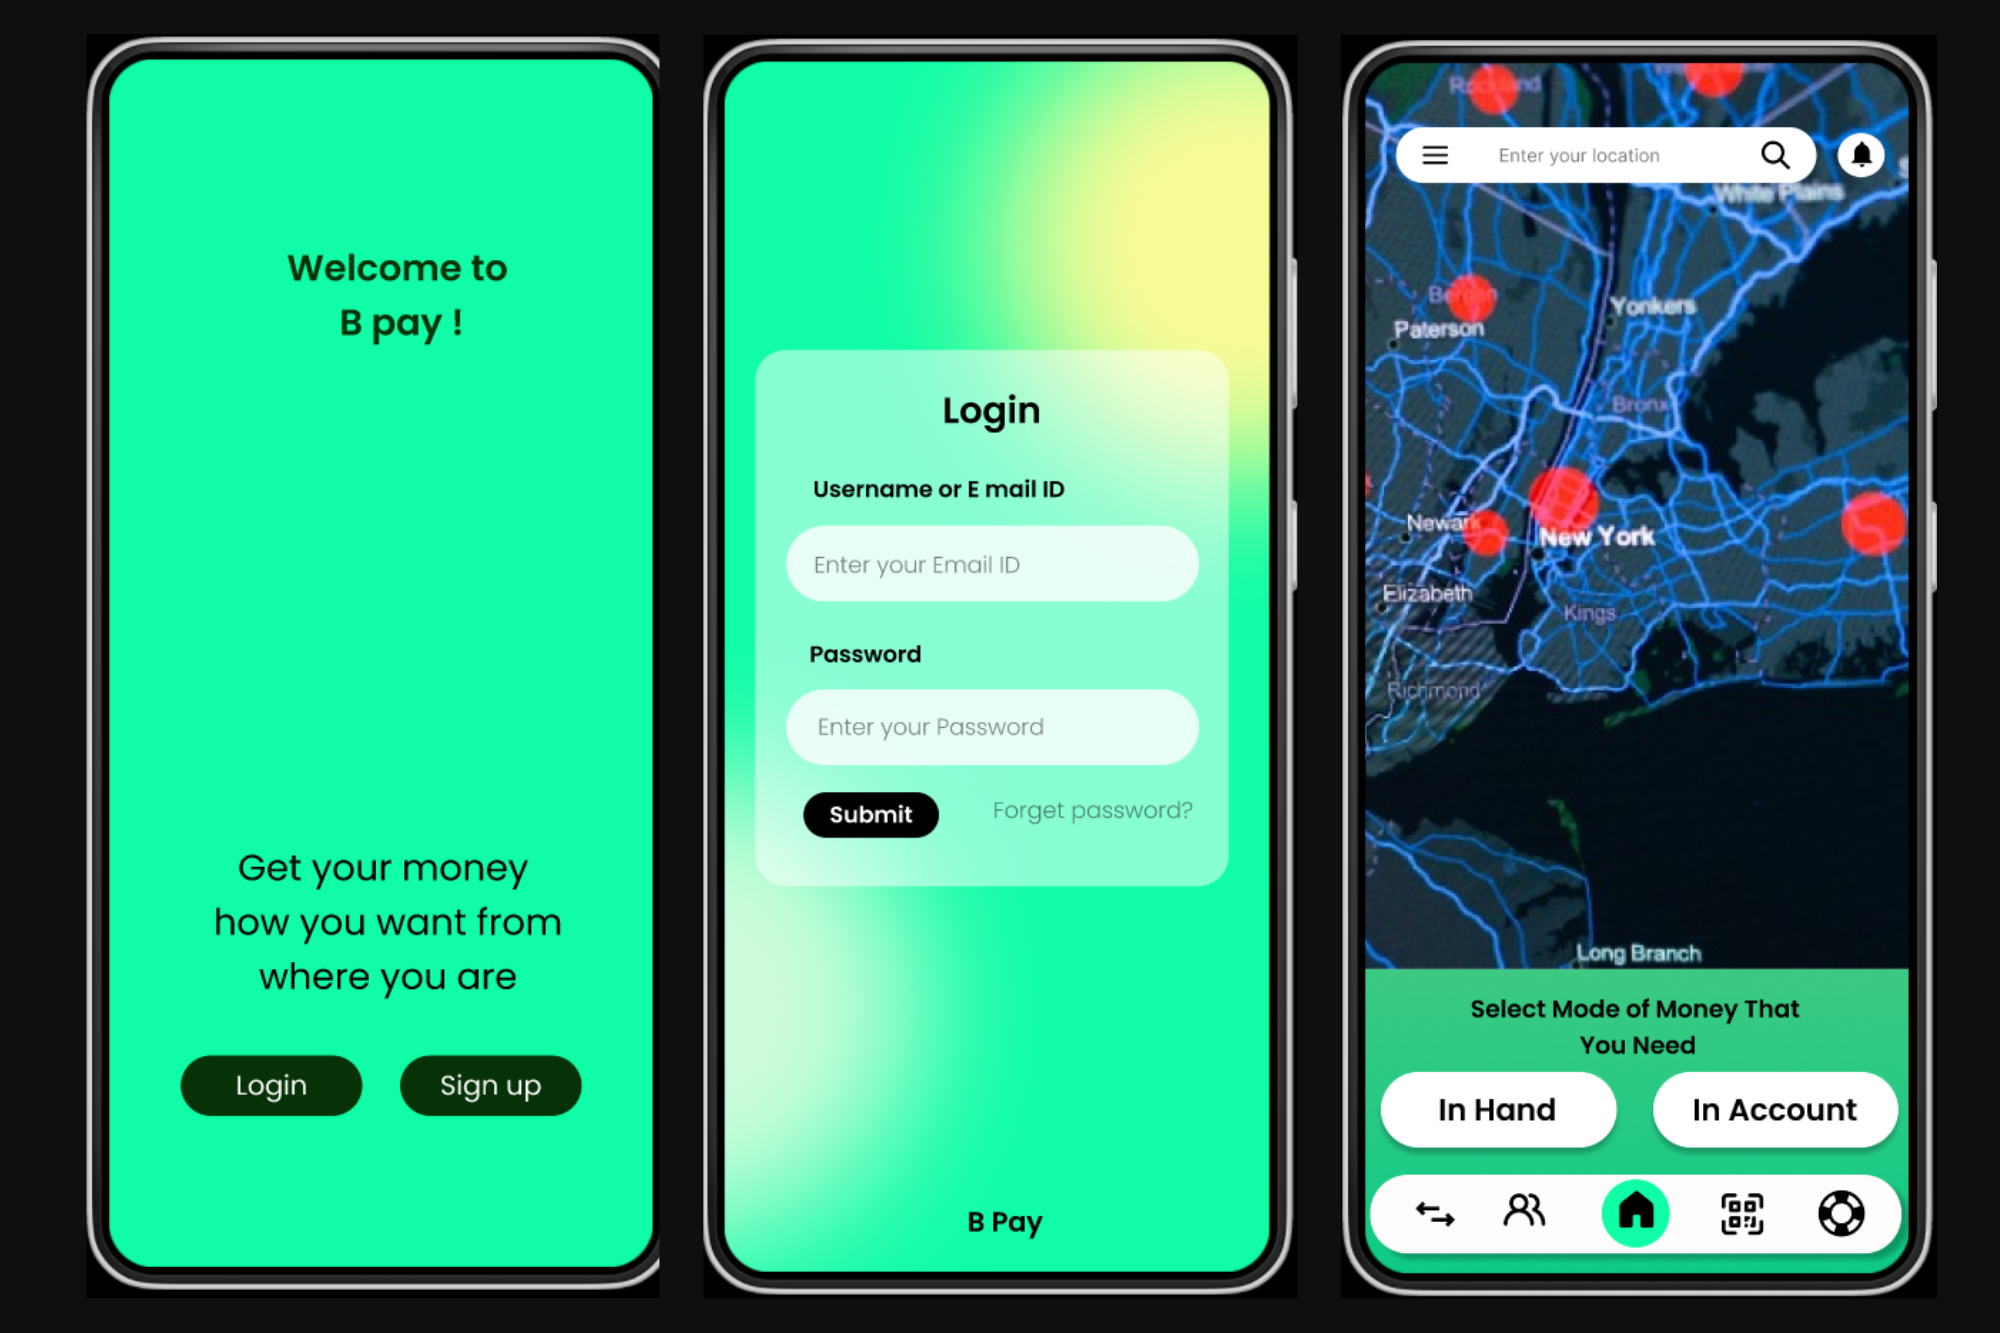 Welcome to
B pay !
Get your money
how you want from
where you are
Login
Sign up
Login
Username or E mail ID
Enter your Email ID
Password
Enter your Password
Submit
Forget password?
B Pay
Rockland
Enter your location
White Plains
Bergen
Paterson
Yonkers
Bronx
Newark
New York
Elizabeth
Kings
Richmond
Long Branch
Select Mode of Money That
You Need
In Hand
In Account